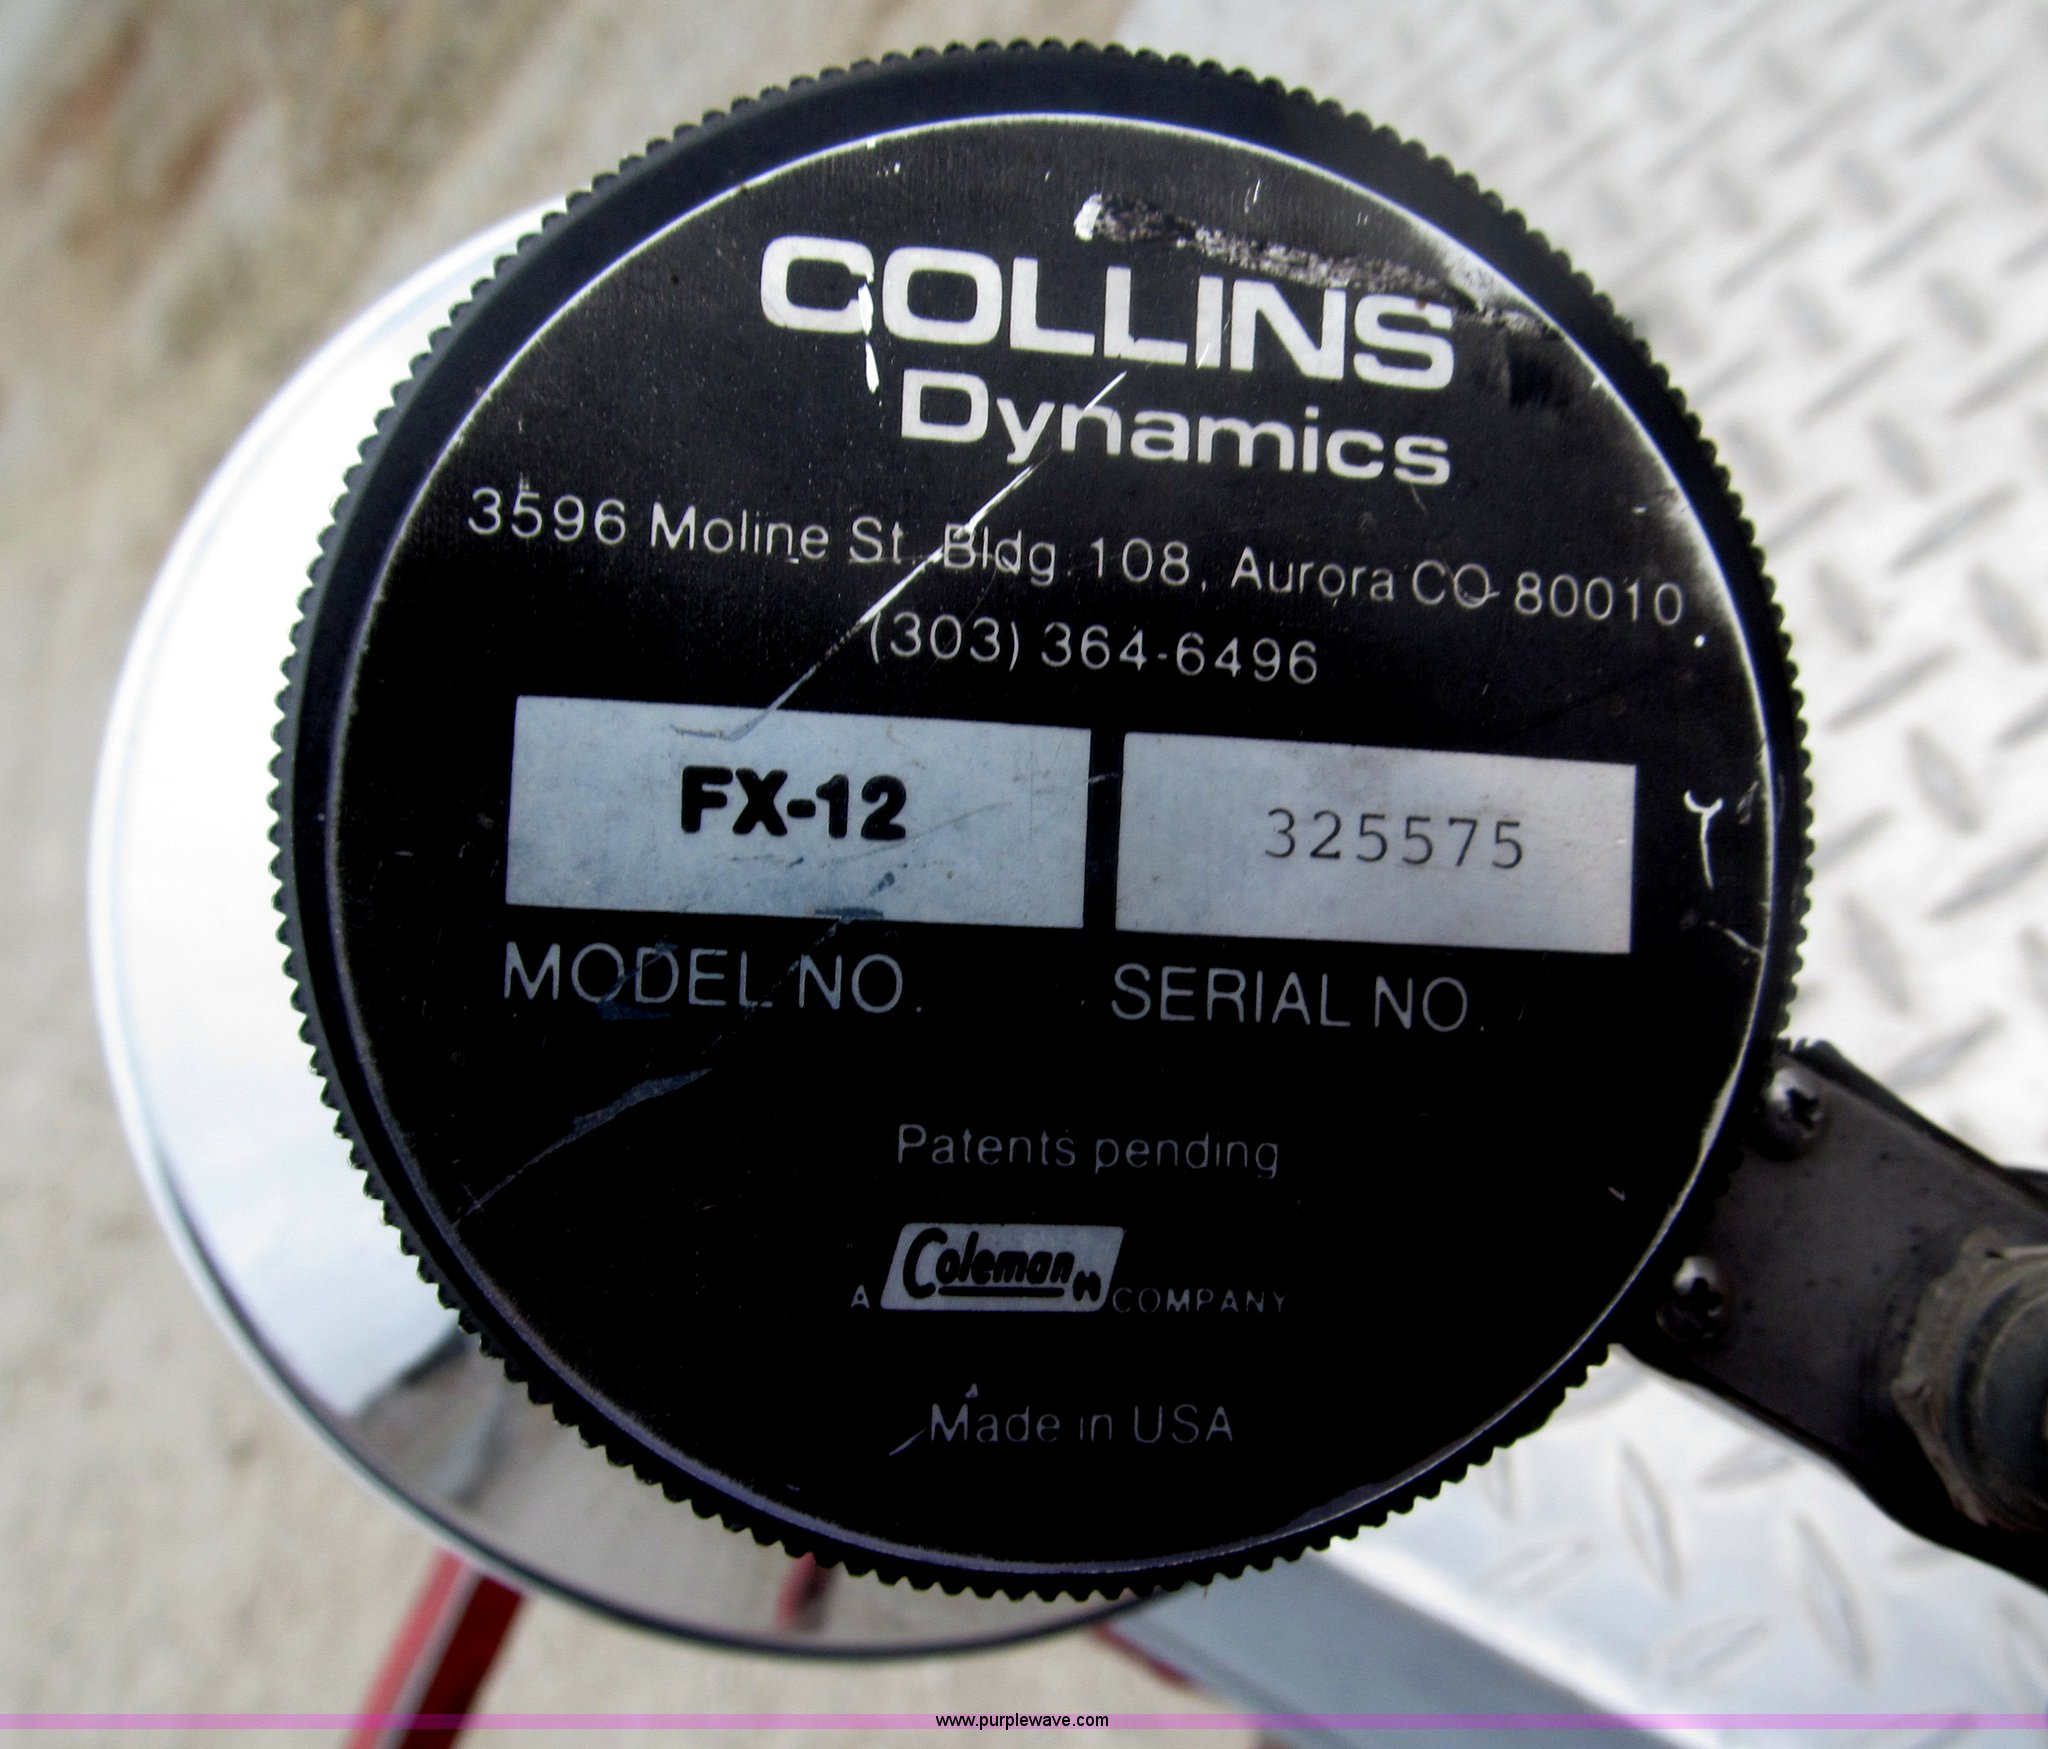 COLLINS
Dynamics
3596 Moline St. Bldg. 108, Aurora CO 80010
(303) 364-6496
FX-12
325575
MODEL NO.
SERIAL NO.
Patents pending
A Coleman COMPANY
Made in USA
www.purplewave.com